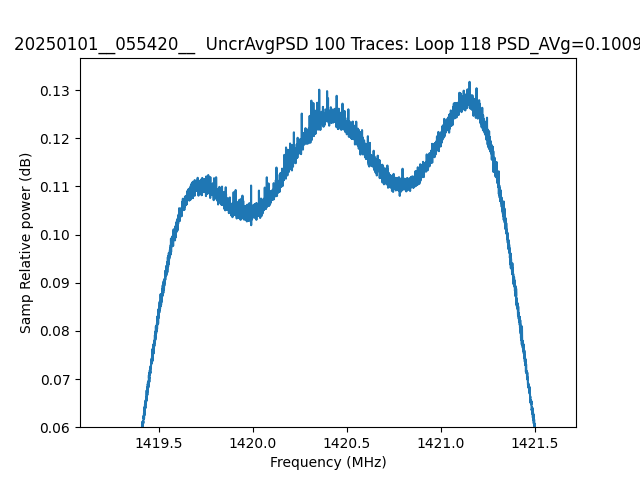 20250101__055420__ UncrAvgPSD 100 Traces: Loop 118 PSD_AVg=0.1009
Samp Relative power (dB)
0.13
0.12
0.11
0.10
0.09
0.08
0.07
0.06
1419.5 1420.0 1420.5 1421.0 1421.5
Frequency (MHz)